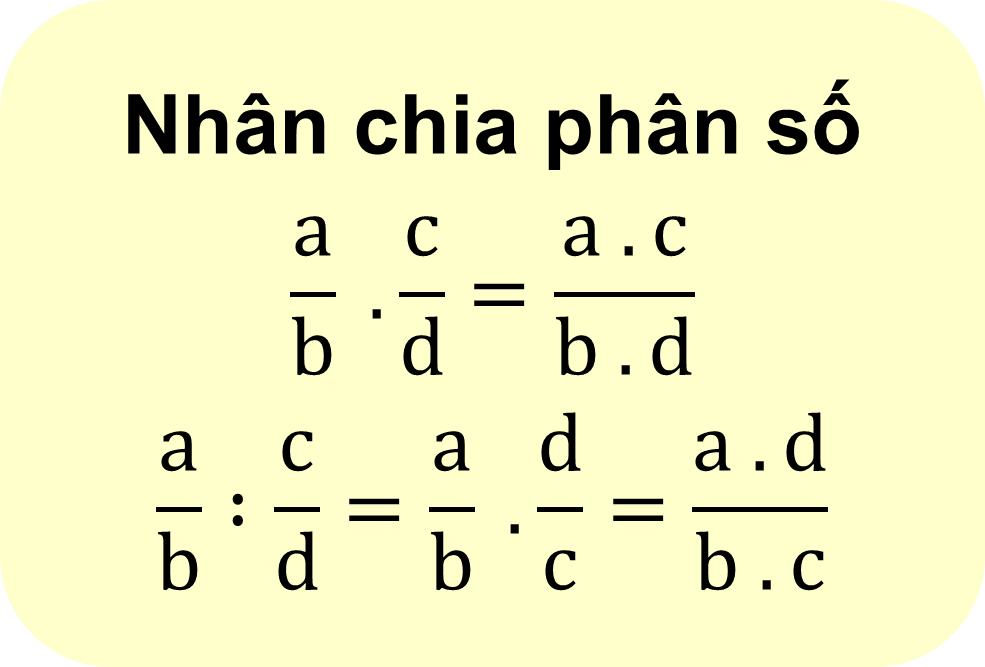 Nhân chia phân số
a/b . c/d = a . c/b . d
a/b : c/d = a/b . d/c = a . d/b . c